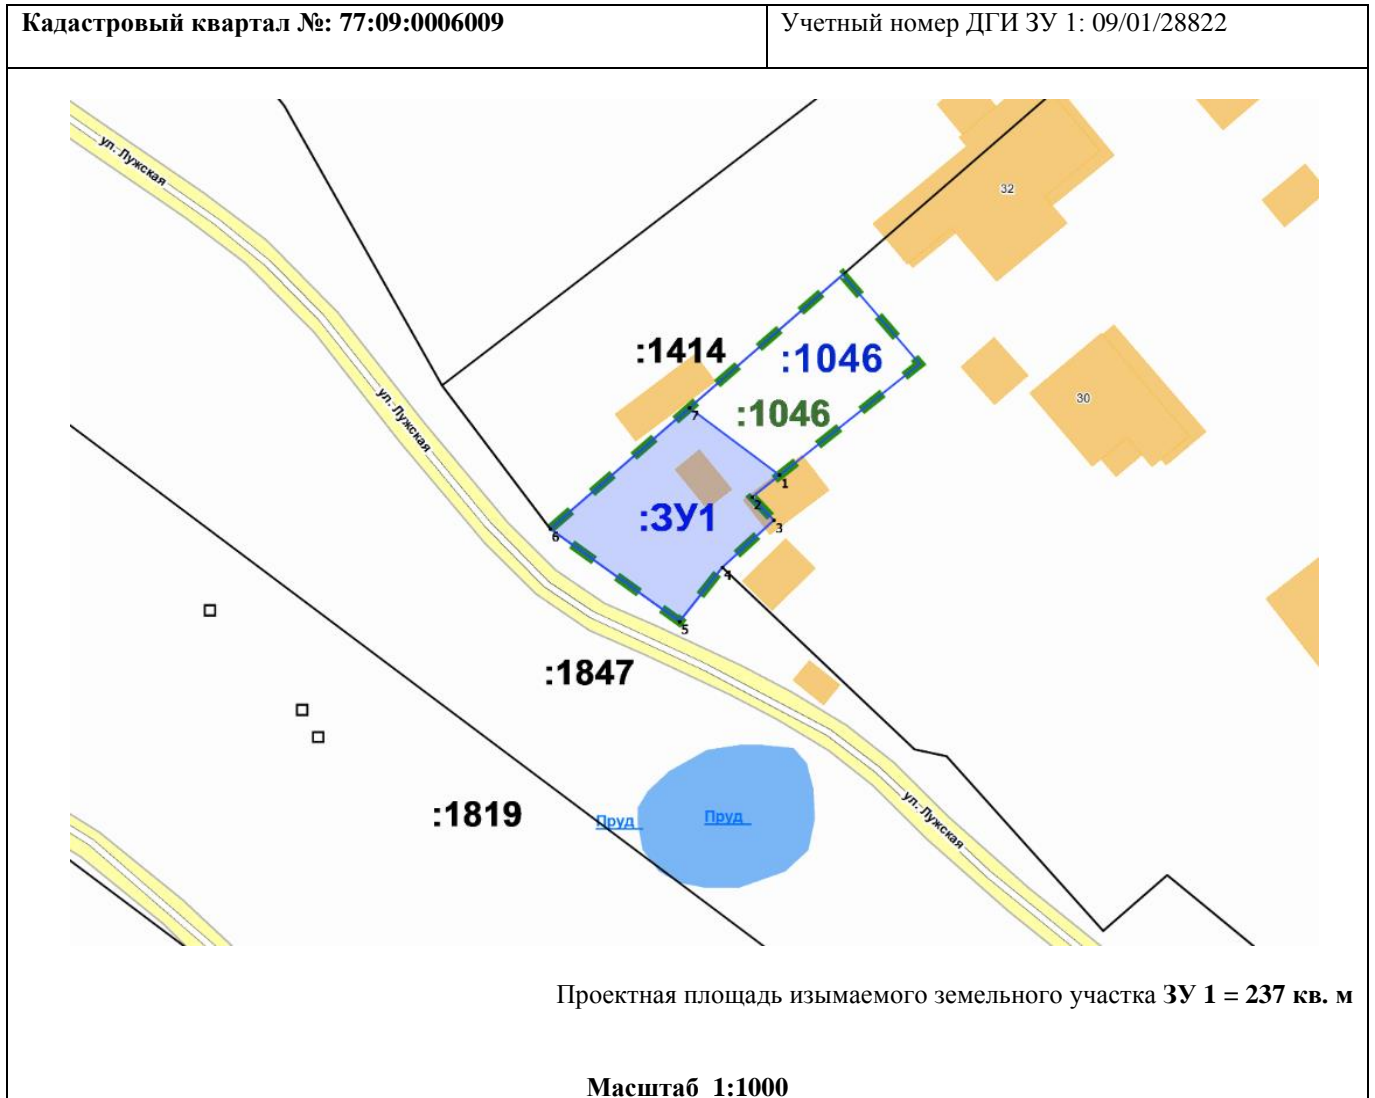 Кадастровый квартал №: 77:09:0006009
Учетный номер ДГИ ЗУ 1: 09/01/28822
ул. Лужская
32
:1414
:1046
30
ул. Лужская
:1046
7
1
2
:ЗУ1
3
6
4
5
:1847
ул. Лужская
:1819
Пруд
Пруд
Проектная площадь изымаемого земельного участка ЗУ 1 = 237 кв. м
Масштаб 1:1000